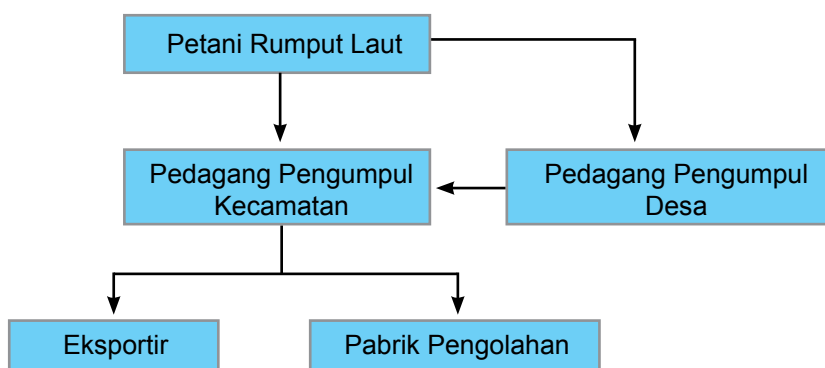 Petani Rumput Laut
Pedagang Pengumpul
Kecamatan
Pedagang Pengumpul
Desa
Eksportir
Pabrik Pengolahan